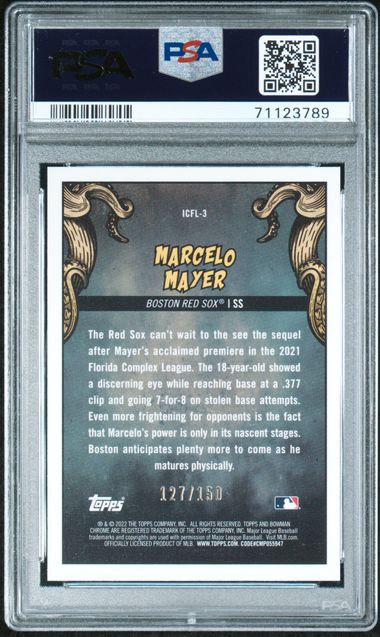 PSA
PSA
71123789
ICFL-3
MARCELO
MAYER
BOSTON RED SOX® | SS
The Red Sox can't wait to the see the sequel
after Mayer's acclaimed premiere in the 2021
Florida Complex League. The 18-year-old showed
a discerning eye while reaching base at a .377
clip and going 7-for-8 on stolen base attempts.
Even more frightening for opponents is the fact
that Marcelo's power is only in its nascent stages.
Boston anticipates plenty more to come as he
matures physically.
127/150
Topps
® & © 2022 THE TOPPS COMPANY, INC. ALL RIGHTS RESERVED. TOPPS AND BOWMAN
CHROME ARE REGISTERED TRADEMARKS OF THE TOPPS COMPANY, INC. Major League Baseball
trademarks and copyrights are used with permission of Major League Baseball. Visit MLB.com.
OFFICIALLY LICENSED PRODUCT OF MLB. WWW.TOPPS.COM. CODE#CMP055947
PSA